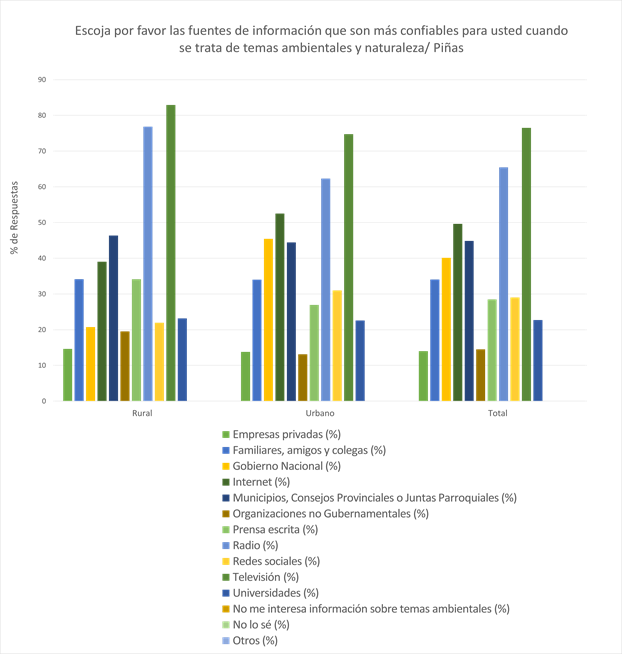 Escoja por favor las fuentes de información que son más confiables para usted cuando
se trata de temas ambientales y naturaleza/ Piñas
% de Respuestas
90
80
70
60
50
40
30
20
10
0
Rural Urbano Total
Empresas privadas (%)
Familiares, amigos y colegas (%)
Gobierno Nacional (%)
Internet (%)
Municipios, Consejos Provinciales o Juntas Parroquiales (%)
Organizaciones no Gubernamentales (%)
Prensa escrita (%)
Radio (%)
Redes sociales (%)
Televisión (%)
Universidades (%)
No me interesa información sobre temas ambientales (%)
No lo sé (%)
Otros (%)